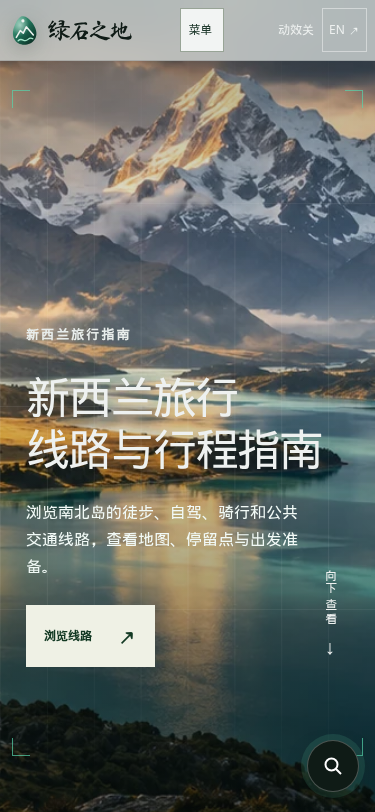 绿石之地
菜单
动效关
EN ↗
新西兰旅行指南
新西兰旅行
线路与行程指南
浏览南北岛的徒步、自驾、骑行和公共
交通线路，查看地图、停留点与出发准
备。
向下查看 ↓
浏览线路 ↗